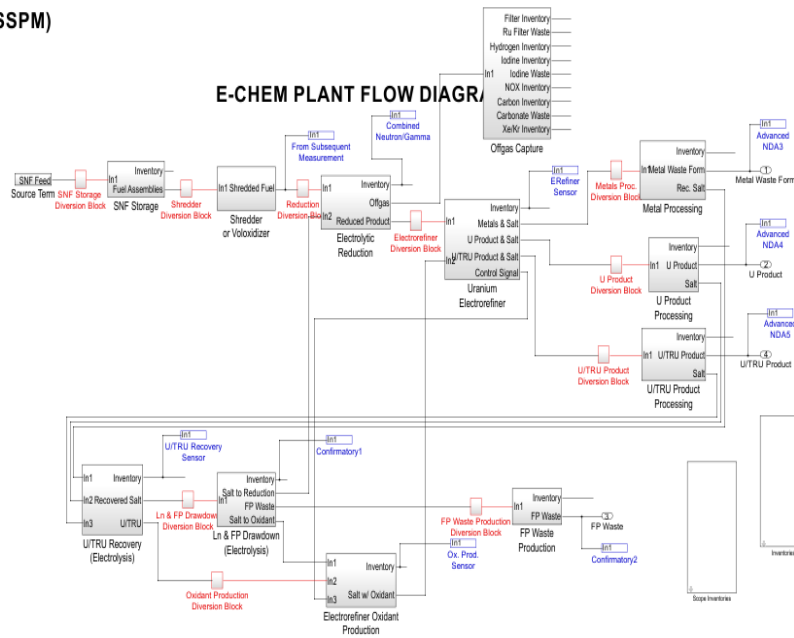 SSPM)
E-CHEM PLANT FLOW DIAGRA
Filter Inventory
Ru Filter Waste
Hydrogen Inventory
Iodine Inventory
In1 Iodine Waste
NOX Inventory
Carbon Inventory
Carbonate Waste
Xe/Kr Inventory
Offgas Capture
In1
From Subsequent
Measurement
In1
Combined
Neutron/Gamma
SNF Feed
Source Term
SNF Storage
Diversion Block
Inventory
In1
Fuel Assemblies
SNF Storage
Shredder
Diversion Block
In1 Shredded Fuel
Shredder
or Voloxidizer
Reduction
Diversion Block
In1
Inventory
Offgas
In2
Reduced Product
Electrolytic
Reduction
Electrorefiner
Diversion Block
In1
ERefiner
Sensor
Inventory
In1
Metals & Salt
U Product & Salt
In2
U/TRU Product & Salt
Control Signal
Uranium
Electrorefiner
Metals Proc.
Diversion Block
Inventory
In1
Metal Waste Form
Rec. Salt
Metal Processing
In1
Advanced
NDA3
1
Metal Waste Form
U Product
Diversion Block
Inventory
In1 U Product
Salt
U Product
Processing
In1
Advanced
NDA4
2
U Product
U/TRU Product
Diversion Block
Inventory
In1 U/TRU Product
Salt
U/TRU Product
Processing
In1
Advanced
NDA5
4
U/TRU Product
In1
U/TRU Recovery
Sensor
In1 Inventory
In2 Recovered Salt
In3 U/TRU
U/TRU Recovery
(Electrolysis)
Ln & FP Drawdown
Diversion Block
In1
Confirmatory1
Inventory
Salt to Reduction
In1
FP Waste
Salt to Oxidant
Ln & FP Drawdown
(Electrolysis)
FP Waste Production
Diversion Block
Inventory
In1
FP Waste
FP Waste
Production
3
FP Waste
In1
Confirmatory2
In1
Ox. Prod.
Sensor
Oxidant Production
Diversion Block
In1
Inventory
In2
In3
Salt w/ Oxidant
Electrorefiner Oxidant
Production
Scope Inventories
Inventories